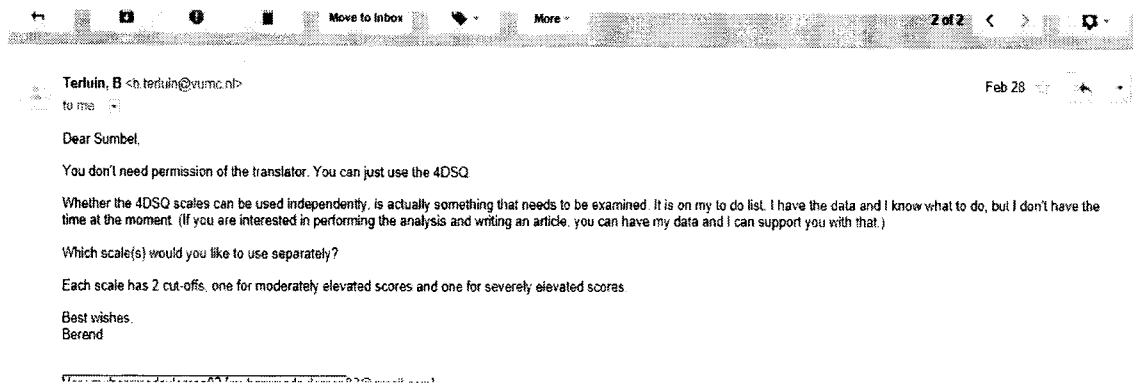 Move to Inbox More 2 of 2
Terluin, B <b.terluin@vumc.nl> Feb 28
to me
Dear Sumbel,
You don't need permission of the translator. You can just use the 4DSQ
Whether the 4DSQ scales can be used independently, is actually something that needs to be examined. It is on my to do list. I have the data and I know what to do, but I don't have the
time at the moment. (If you are interested in performing the analysis and writing an article, you can have my data and I can support you with that.)
Which scale(s) would you like to use separately?
Each scale has 2 cut-offs, one for moderately elevated scores and one for severely elevated scores.
Best wishes,
Berend